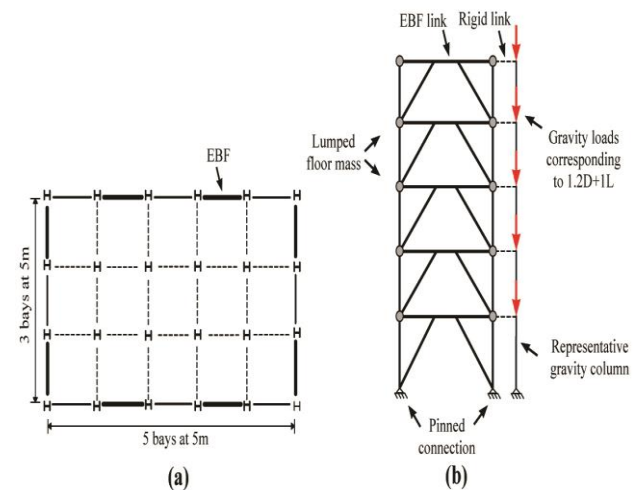 EBF
3 bays at 5m
5 bays at 5m
(a)
EBF link
Rigid link
Lumped
floor mass
Gravity loads
corresponding
to 1.2D+1L
Representative
gravity column
Pinned
connection
(b)